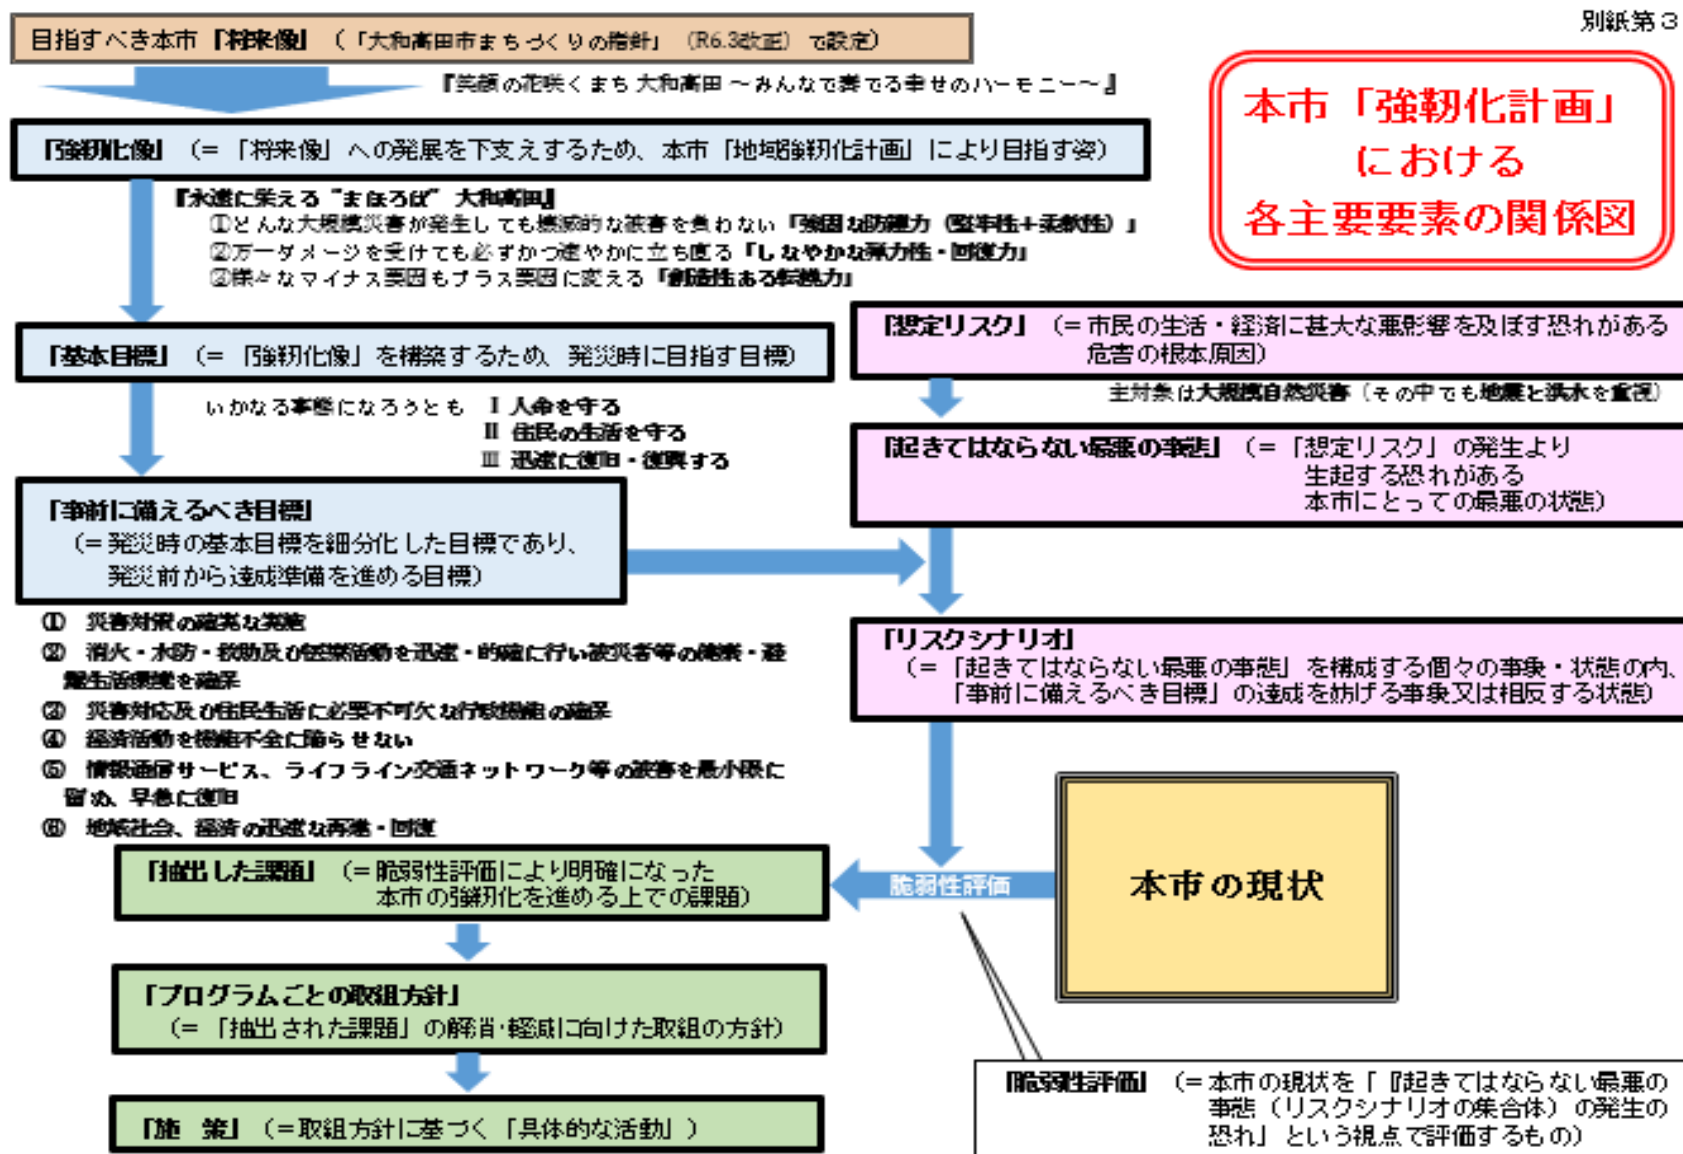 別紙第３
目指すべき本市「将来像」（「大和高田市まちづくりの指針」（R6.3改正）で設定）
『笑顔の花咲くまち 大和高田 ～みんなで奏でる幸せのハーモニー～』
本市「強靭化計画」
における
各主要要素の関係図
「強靭化像」（＝「将来像」への発展を下支えするため、本市「地域強靭化計画」により目指す姿）
『永遠に栄える“まほろば”大和高田』
①どんな大規模災害が発生しても壊滅的な被害を負わない「強固な防護力（堅牢性＋柔軟性）」
②万一ダメージを受けても必ずかつ速やかに立ち直る「しなやかな弾力性・回復力」
③様々なマイナス要因もプラス要因に変える「創造性ある転換力」
「基本目標」（＝「強靭化像」を構築するため、発災時に目指す目標）
いかなる事態になろうとも Ⅰ 人命を守る
Ⅱ 住民の生活を守る
Ⅲ 迅速に復旧・復興する
「事前に備えるべき目標」
（＝発災時の基本目標を細分化した目標であり、
発災前から達成準備を進める目標）
① 災害対策の確実な実施
② 消火・水防・救助及び医療活動を迅速・的確に行い被災者等の健康・避
難生活環境を確保
③ 災害対応及び住民生活に必要不可欠な行政機能の確保
④ 経済活動を機能不全に陥らせない
⑤ 情報通信サービス、ライフライン交通ネットワーク等の被害を最小限に
留め、早急に復旧
⑥ 地域社会、経済の迅速な再建・回復
「想定リスク」（＝市民の生活・経済に甚大な悪影響を及ぼす恐れがある
危害の根本原因）
主対象は大規模自然災害（その中でも地震と洪水を重視）
「起きてはならない最悪の事態」（＝「想定リスク」の発生より
生起する恐れがある
本市にとっての最悪の状態）
「リスクシナリオ」
（＝「起きてはならない最悪の事態」を構成する個々の事象・状態の内、
「事前に備えるべき目標」の達成を妨げる事象又は相反する状態）
本市の現状
脆弱性評価
「抽出した課題」（＝脆弱性評価により明確になった
本市の強靭化を進める上での課題）
「プログラムごとの取組方針」
（＝「抽出された課題」の解消・軽減に向けた取組の方針）
「施　策」（＝取組方針に基づく「具体的な活動」）
「脆弱性評価」（＝本市の現状を「『起きてはならない最悪の
事態（リスクシナリオの集合体）の発生の
恐れ」という視点で評価するもの）